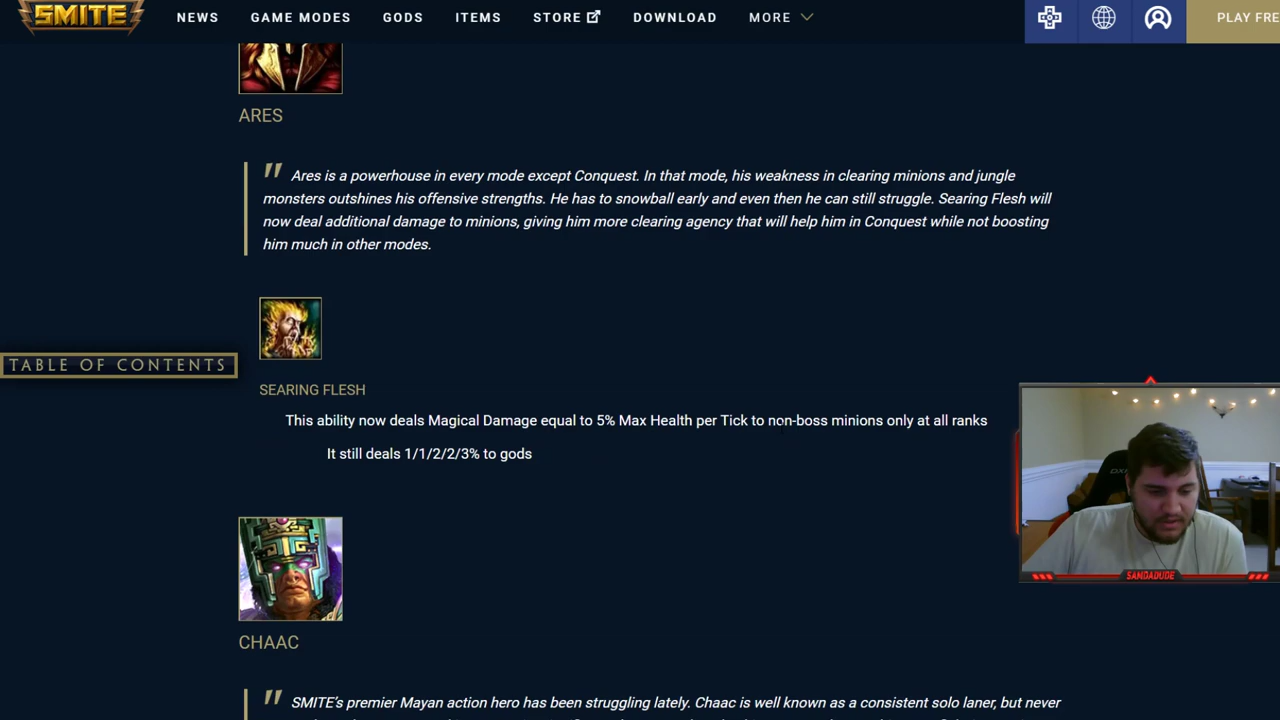 SMITE
NEWS GAME MODES GODS ITEMS STORE DOWNLOAD MORE PLAY FRE
ARES
" Ares is a powerhouse in every mode except Conquest. In that mode, his weakness in clearing minions and jungle
monsters outshines his offensive strengths. He has to snowball early and even then he can still struggle. Searing Flesh will
now deal additional damage to minions, giving him more clearing agency that will help him in Conquest while not boosting
him much in other modes.
TABLE OF CONTENTS
SEARING FLESH
This ability now deals Magical Damage equal to 5% Max Health per Tick to non-boss minions only at all ranks
It still deals 1/1/2/2/3% to gods
SAMDADUDE
CHAAC
" SMITE's premier Mayan action hero has been struggling lately. Chaac is well known as a consistent solo laner, but never